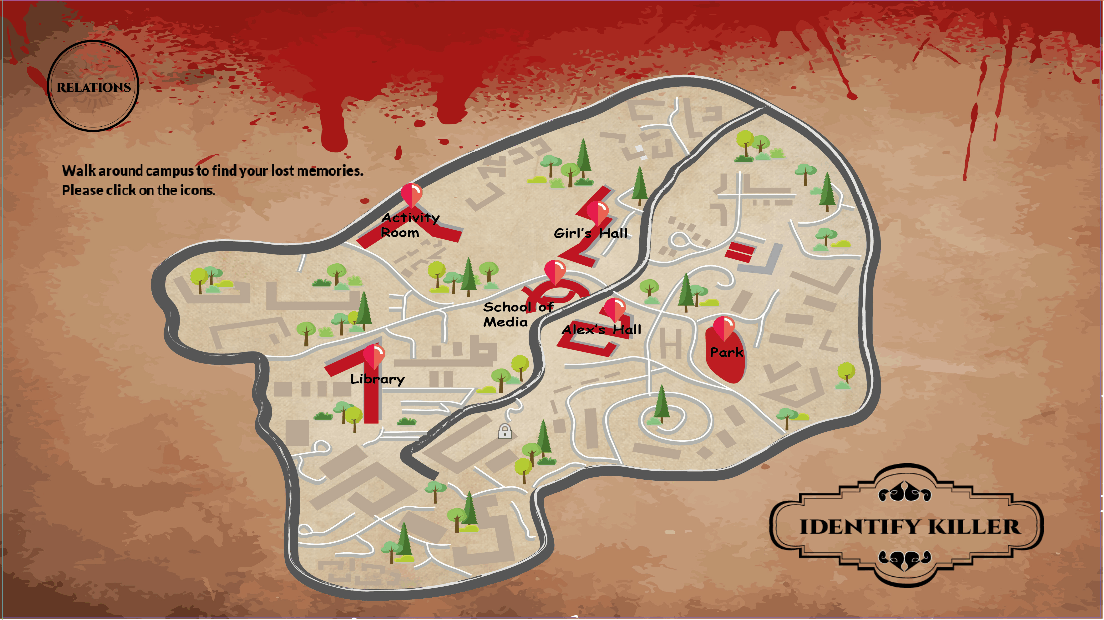 RELATIONS
Walk around campus to find your lost memories.
Please click on the icons.
Activity
Room
Girl's Hall
School of
Media
Alex's Hall
Park
Library
IDENTIFY KILLER